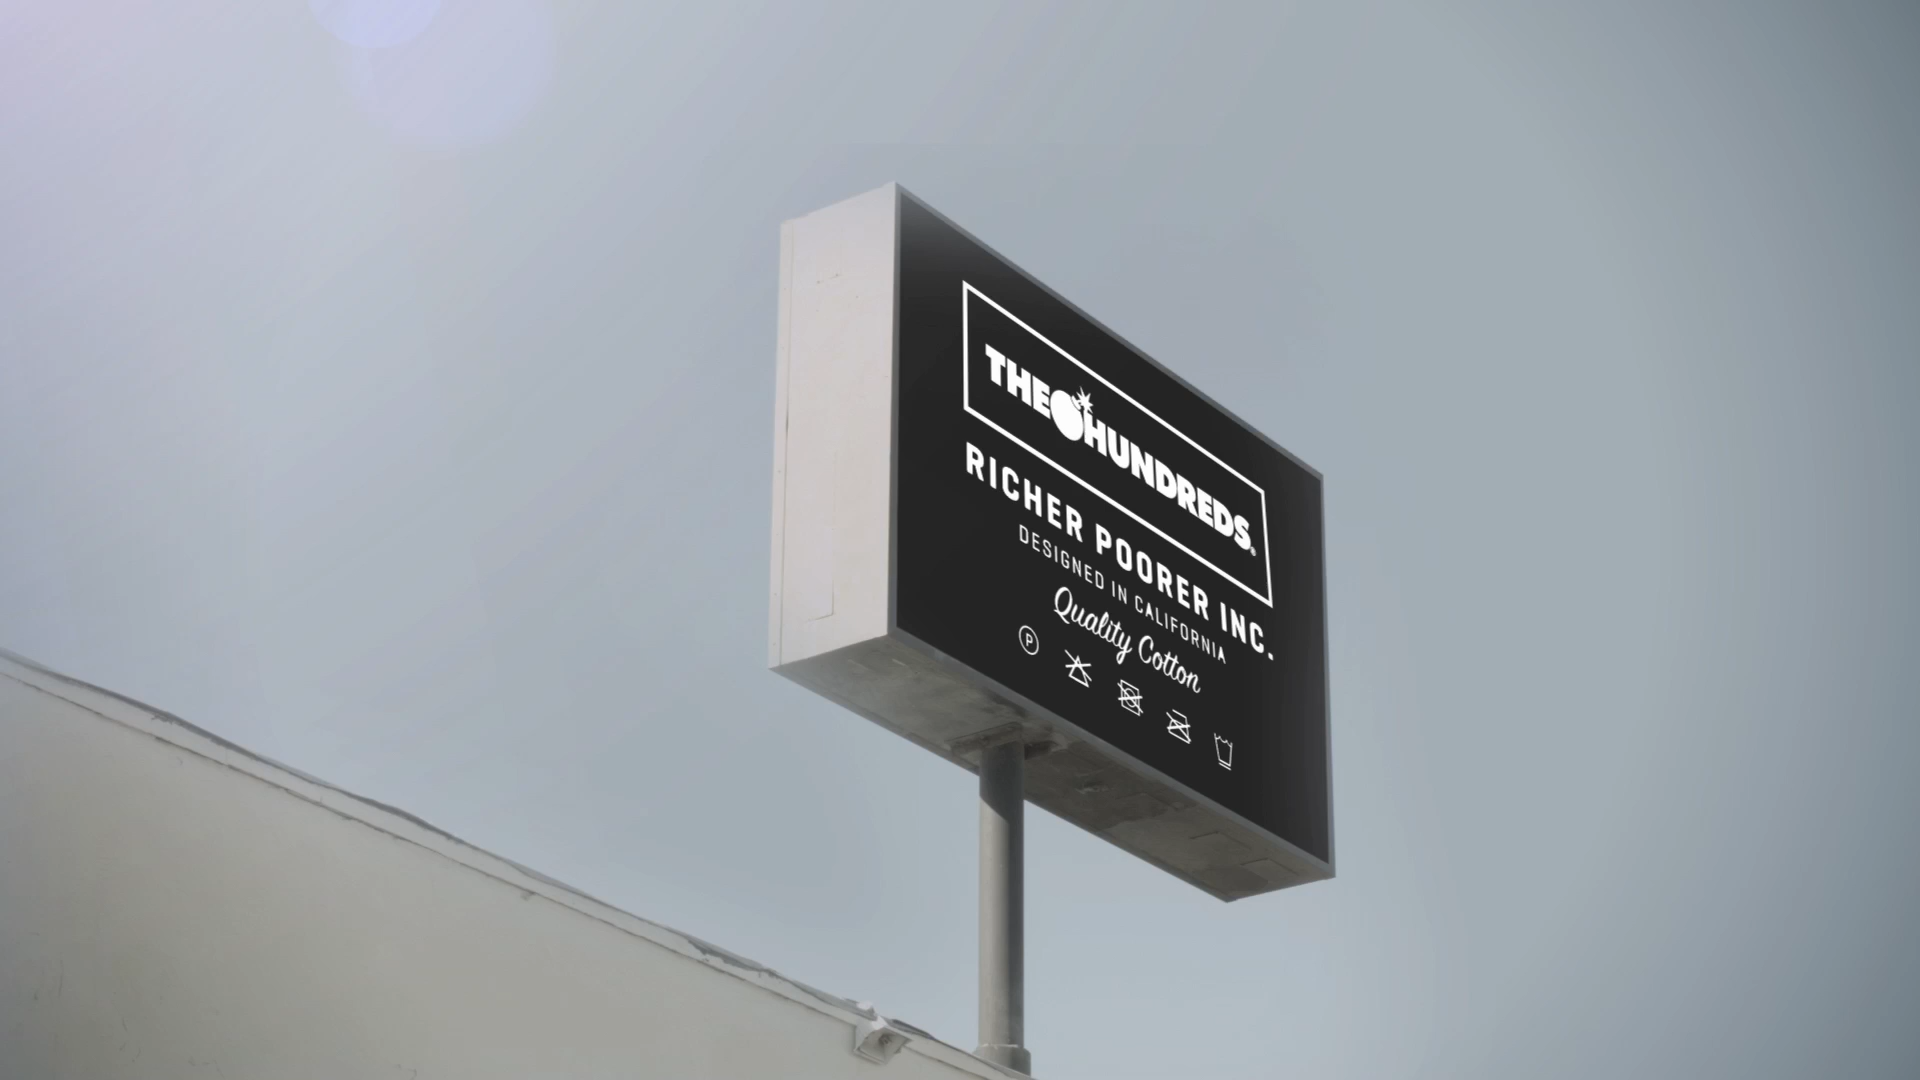 THE HUNDREDS®
RICHER POORER INC.
DESIGNED IN CALIFORNIA
Quality Cotton
P